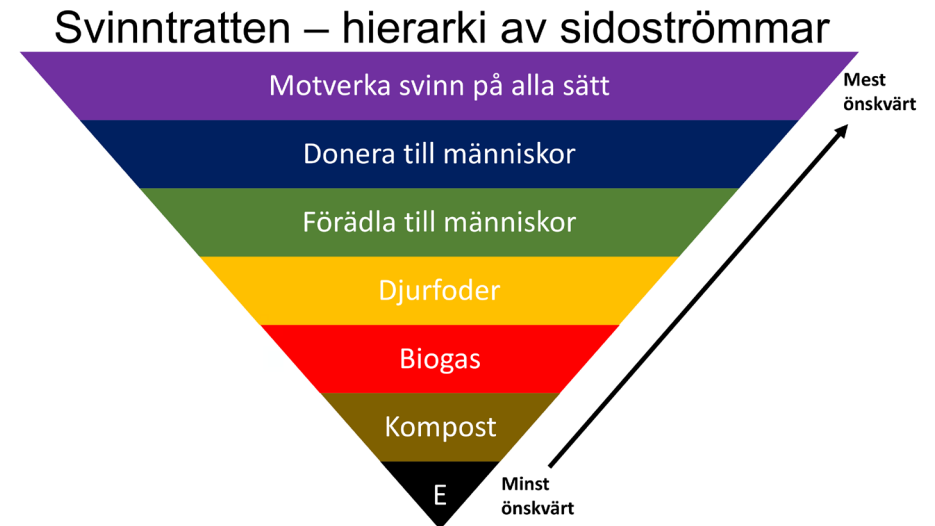 Svinntratten – hierarki av sidoströmmar
Motverka svinn på alla sätt
Mest
önskvärt
Donera till människor
Förädla till människor
Djurfoder
Biogas
Kompost
E
Minst
önskvärt